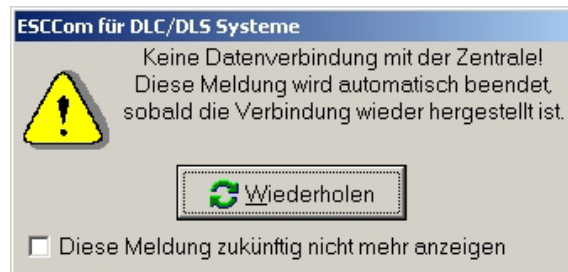 ESCCom für DLC/DLS Systeme
Keine Datenverbindung mit der Zentrale!
Diese Meldung wird automatisch beendet,
sobald die Verbindung wieder hergestellt ist.
Wiederholen
Diese Meldung zukünftig nicht mehr anzeigen